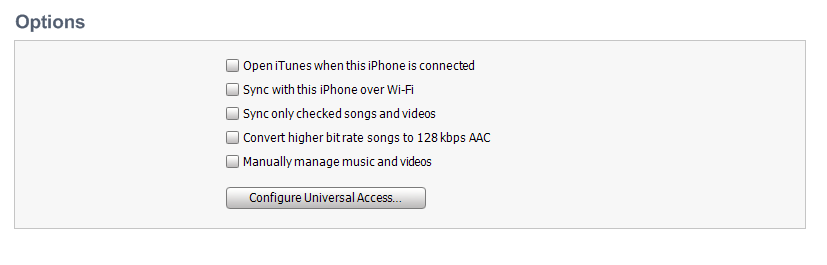 Options
Open iTunes when this iPhone is connected
Sync with this iPhone over Wi-Fi
Sync only checked songs and videos
Convert higher bit rate songs to 128 kbps AAC
Manually manage music and videos
Configure Universal Access...